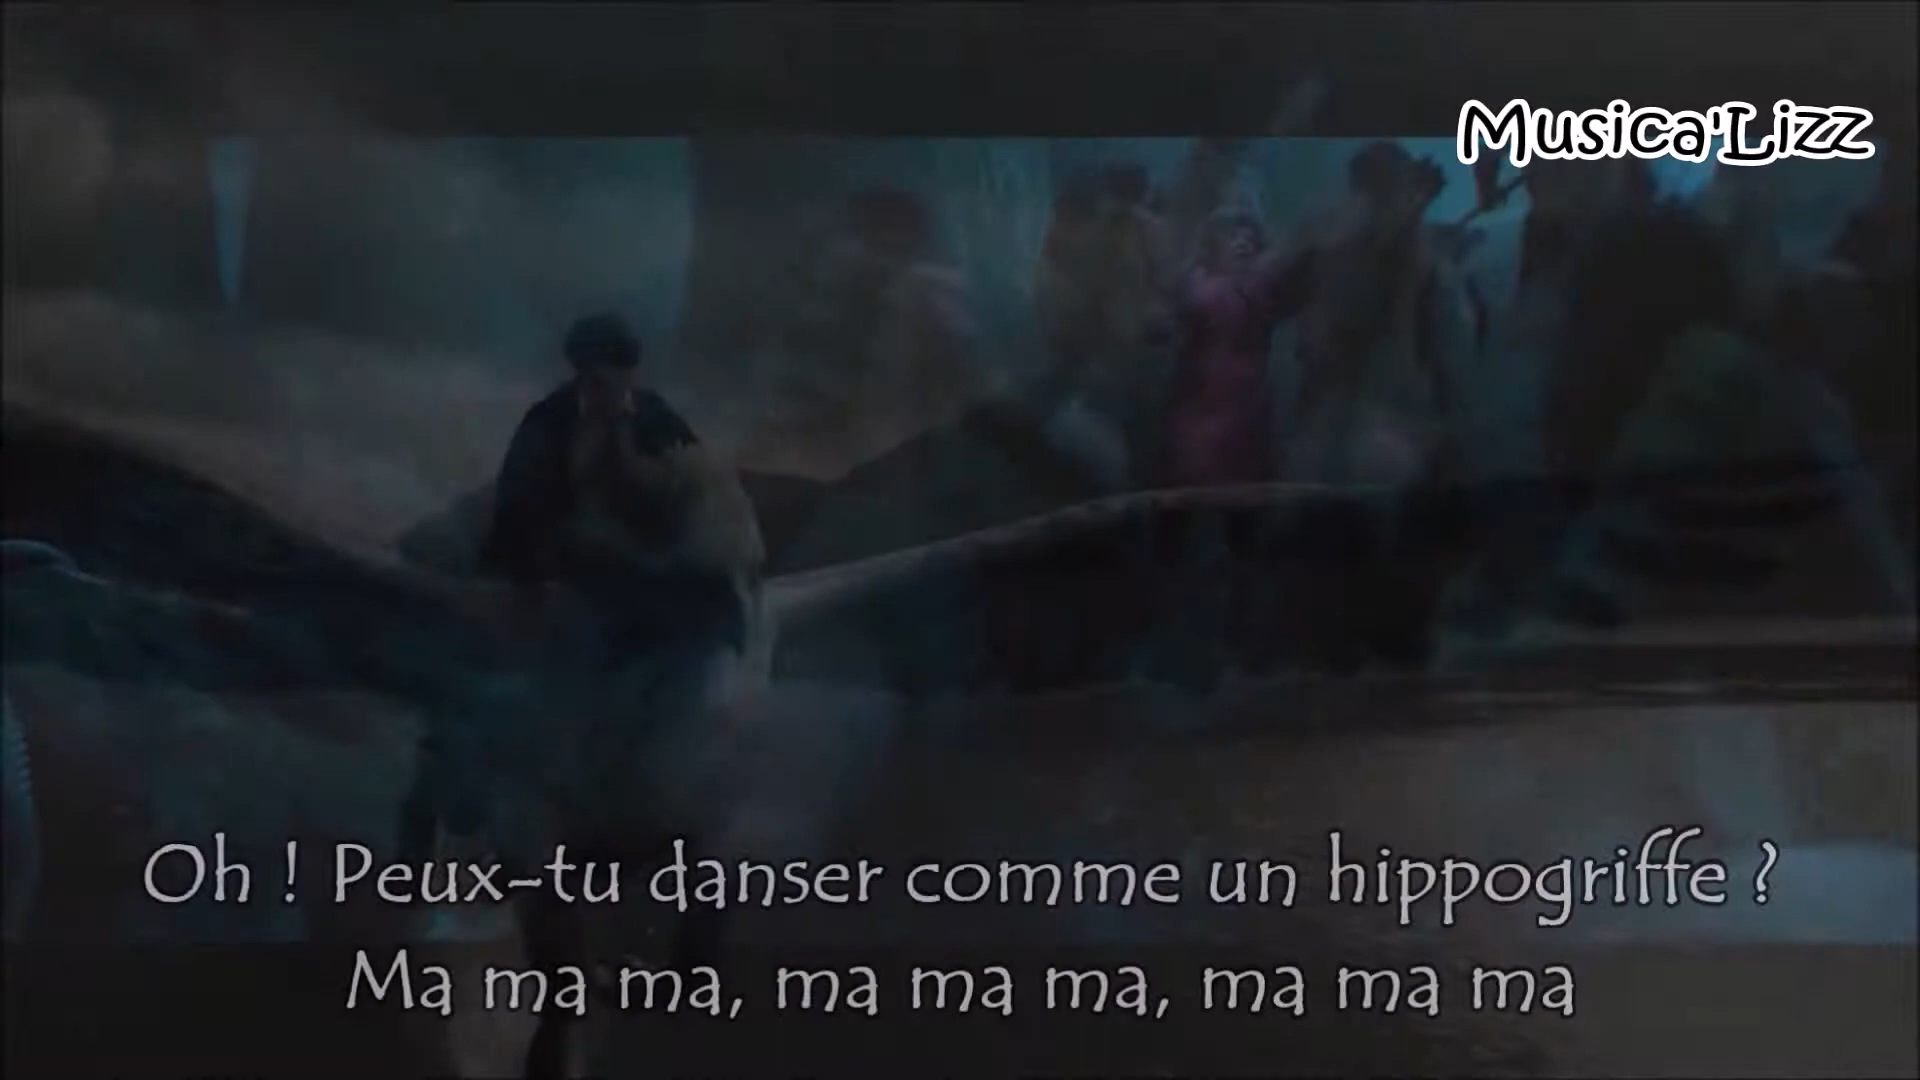 Musica'Lizz
Oh ! Peux-tu danser comme un hippogriffe ?
Ma ma ma, ma ma ma, ma ma ma